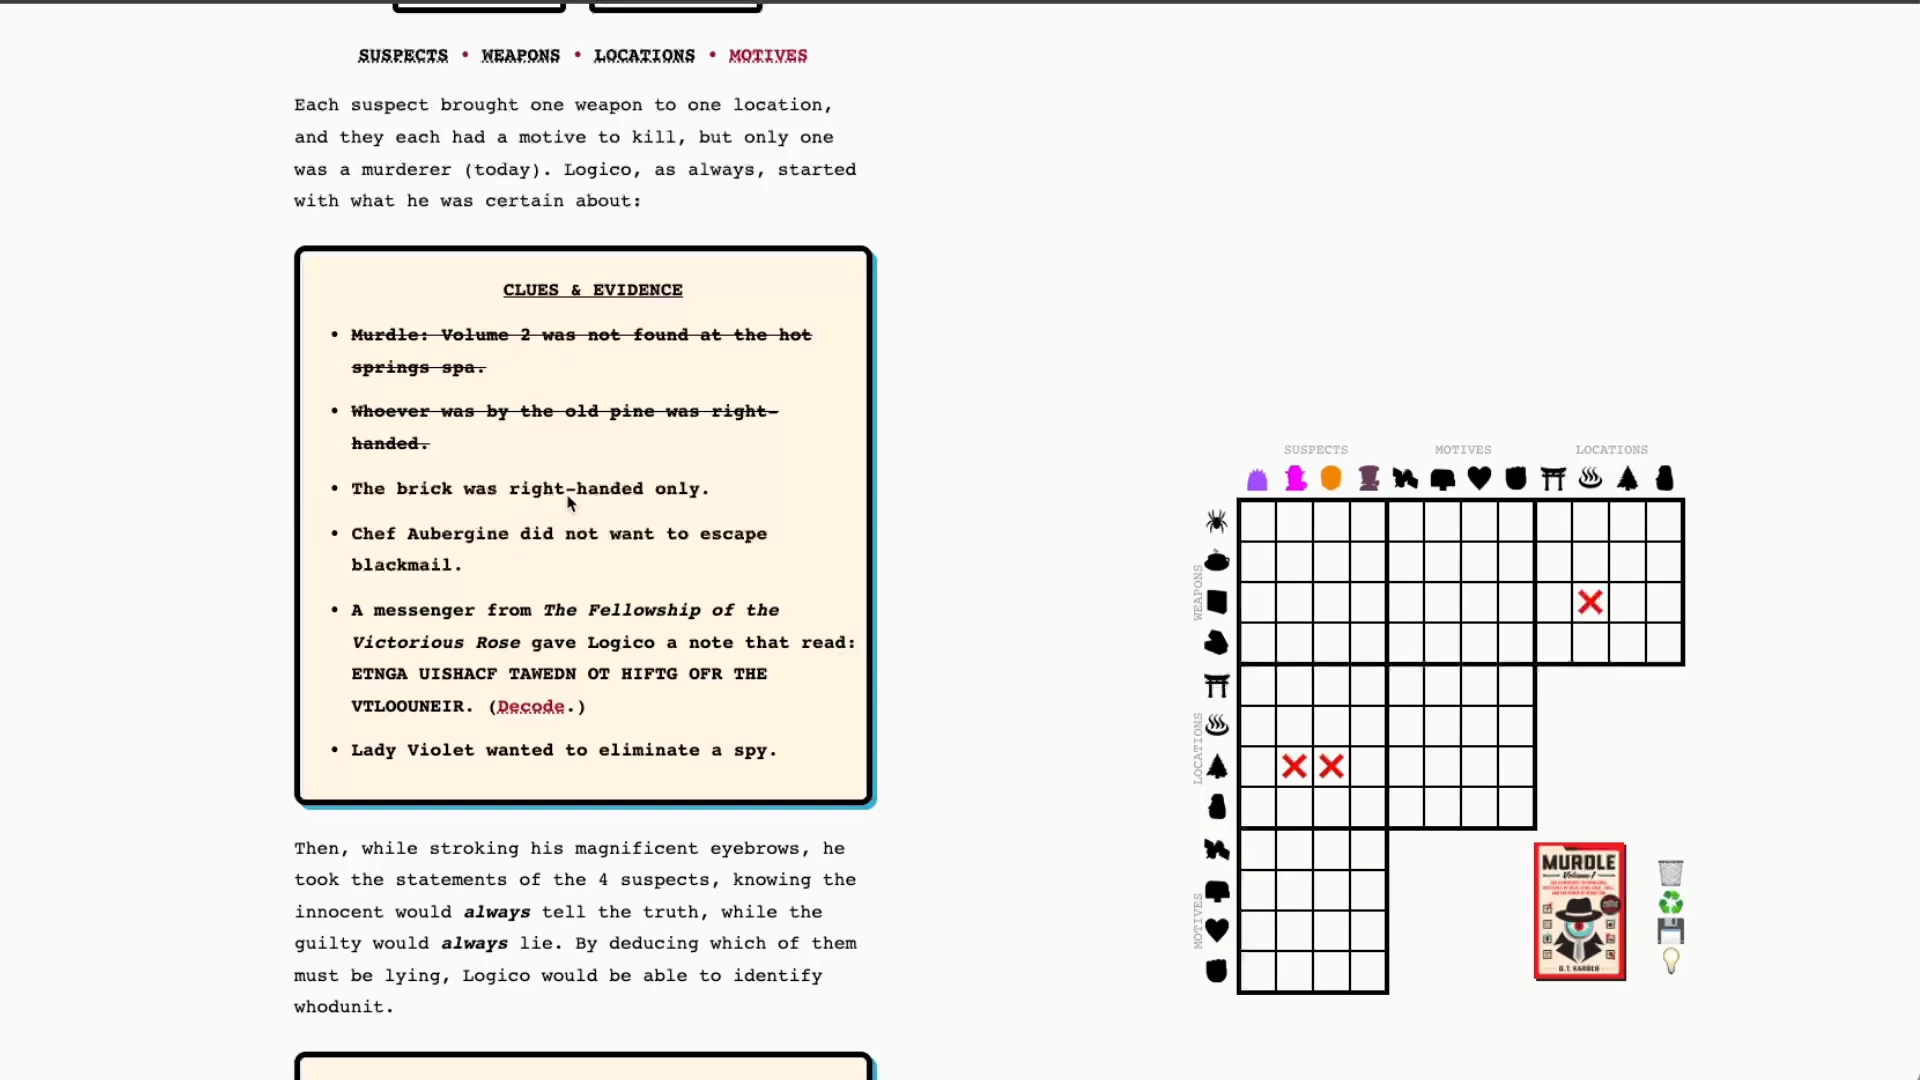 SUSPECTS • WEAPONS • LOCATIONS • MOTIVES
Each suspect brought one weapon to one location,
and they each had a motive to kill, but only one
was a murderer (today). Logico, as always, started
with what he was certain about:
CLUES & EVIDENCE
• Murdle: Volume 2 was not found at the hot
springs spa.
• Whoever was by the old pine was right-
handed.
• The brick was right-handed only.
• Chef Aubergine did not want to escape
blackmail.
• A messenger from The Fellowship of the
Victorious Rose gave Logico a note that read:
ETNGA UISHACF TAWEDN OT HIFTG OFR THE
VTLOOUNEIR. (Decode.)
• Lady Violet wanted to eliminate a spy.
Then, while stroking his magnificent eyebrows, he
took the statements of the 4 suspects, knowing the
innocent would always tell the truth, while the
guilty would always lie. By deducing which of them
must be lying, Logico would be able to identify
whodunit.
SUSPECTS MOTIVES LOCATIONS
WEAPONS
LOCATIONS
MOTIVES
MURDLE
Volume 1
G.T. KARBER